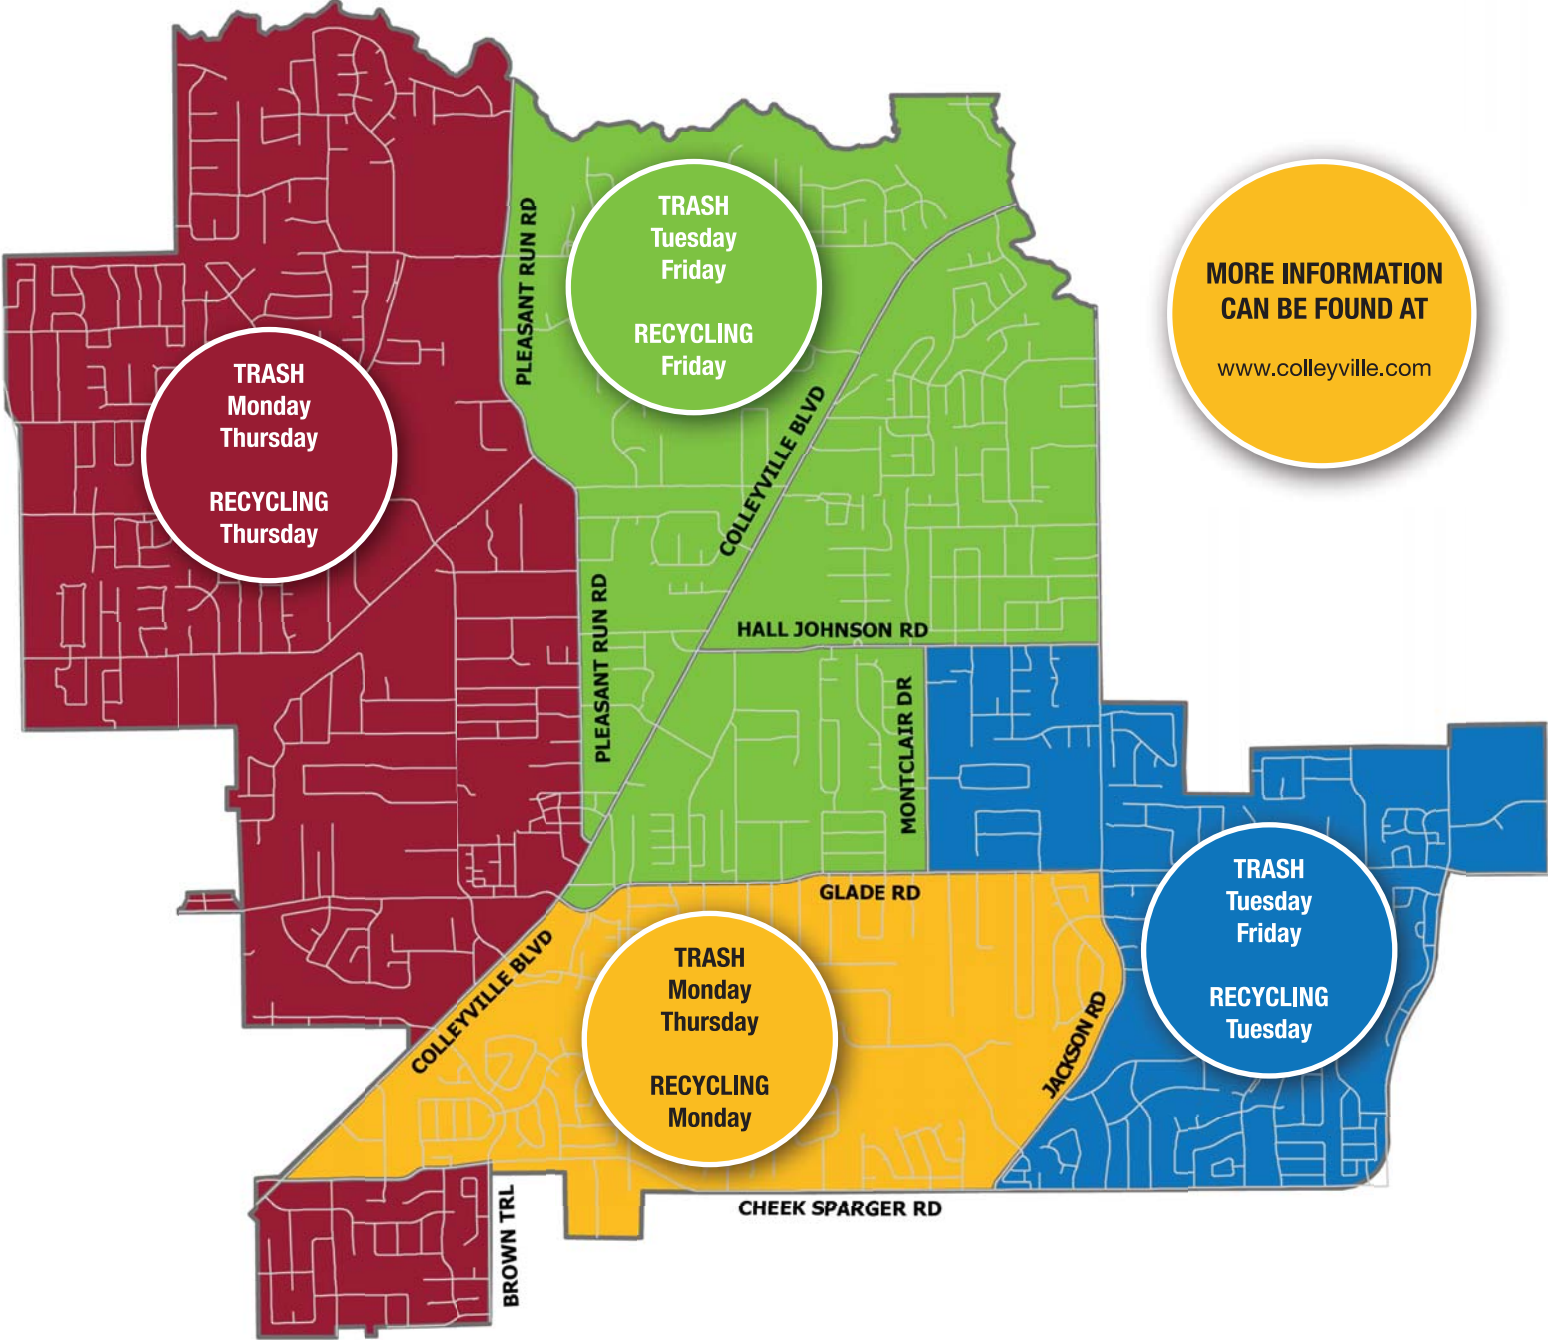 TRASH
Tuesday
Friday
RECYCLING
Friday
MORE INFORMATION
CAN BE FOUND AT
www.colleyville.com
PLEASANT RUN RD
TRASH
Monday
Thursday
RECYCLING
Thursday
COLLEYVILLE BLVD
PLEASANT RUN RD
HALL JOHNSON RD
MONTCLAIR DR
GLADE RD
TRASH
Tuesday
Friday
RECYCLING
Tuesday
COLLEYVILLE BLVD
TRASH
Monday
Thursday
RECYCLING
Monday
JACKSON RD
CHEEK SPARGER RD
BROWN TRL